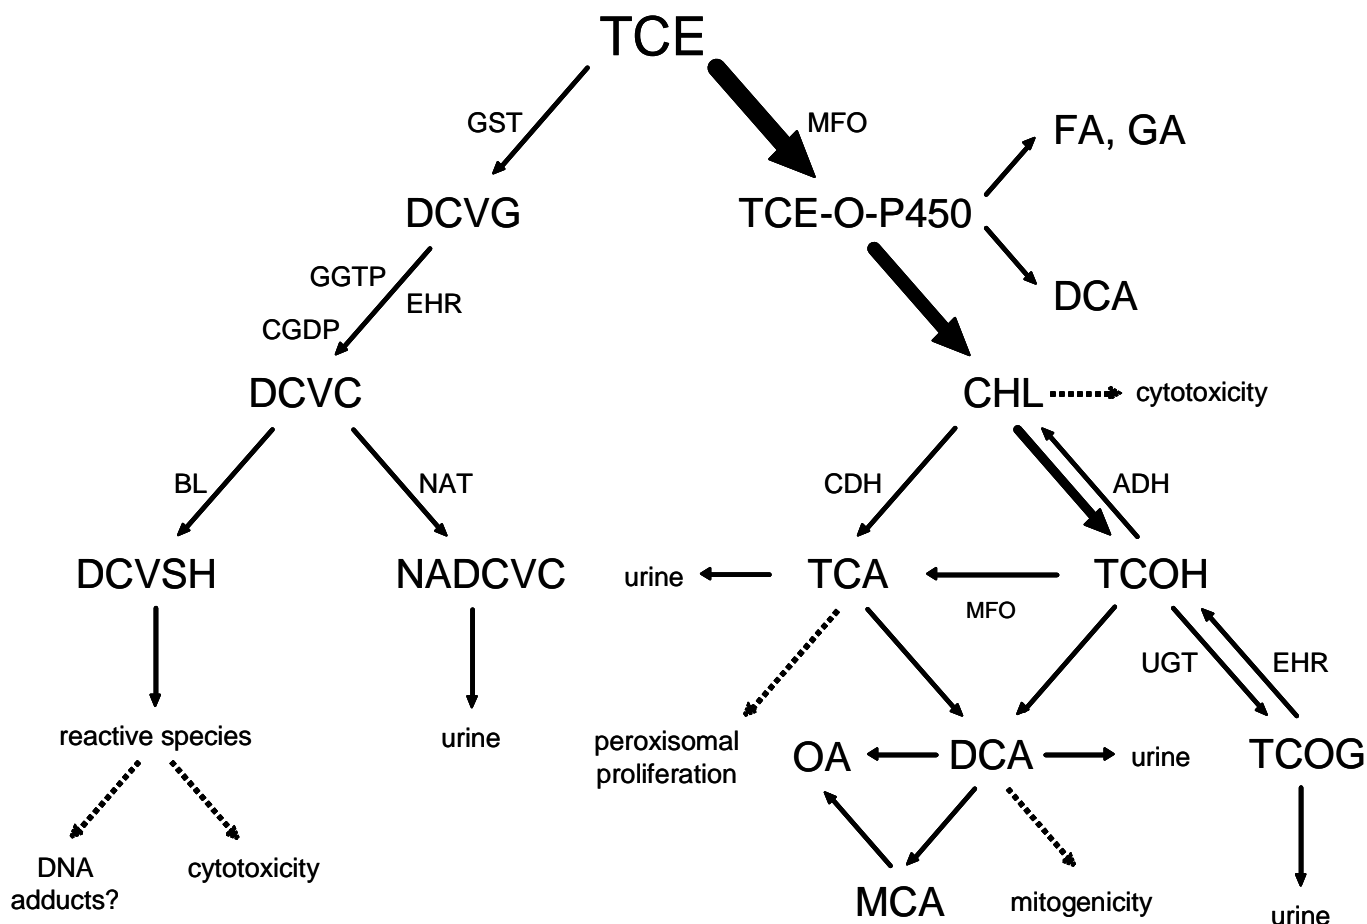 TCE
GST
MFO
FA, GA
DCVG
TCE-O-P450
GGTP
EHR
DCA
CGDP
DCVC
CHL
cytotoxicity
BL
NAT
CDH
ADH
DCVSH
NADCVC
urine
TCA
TCOH
MFO
UGT
EHR
reactive species
urine
peroxisomal
proliferation
OA
DCA
urine
TCOG
DNA
adducts?
cytotoxicity
MCA
mitogenicity
urine